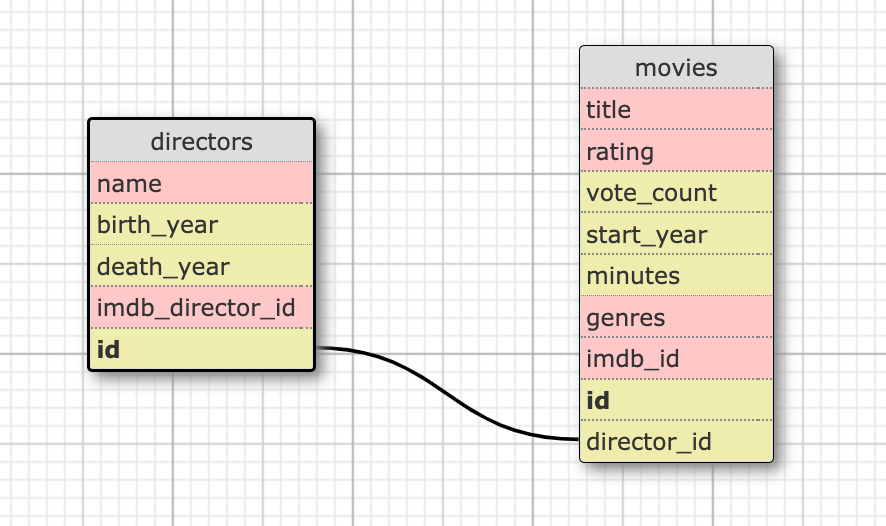 directors
name
birth_year
death_year
imdb_director_id
id
movies
title
rating
vote_count
start_year
minutes
genres
imdb_id
id
director_id